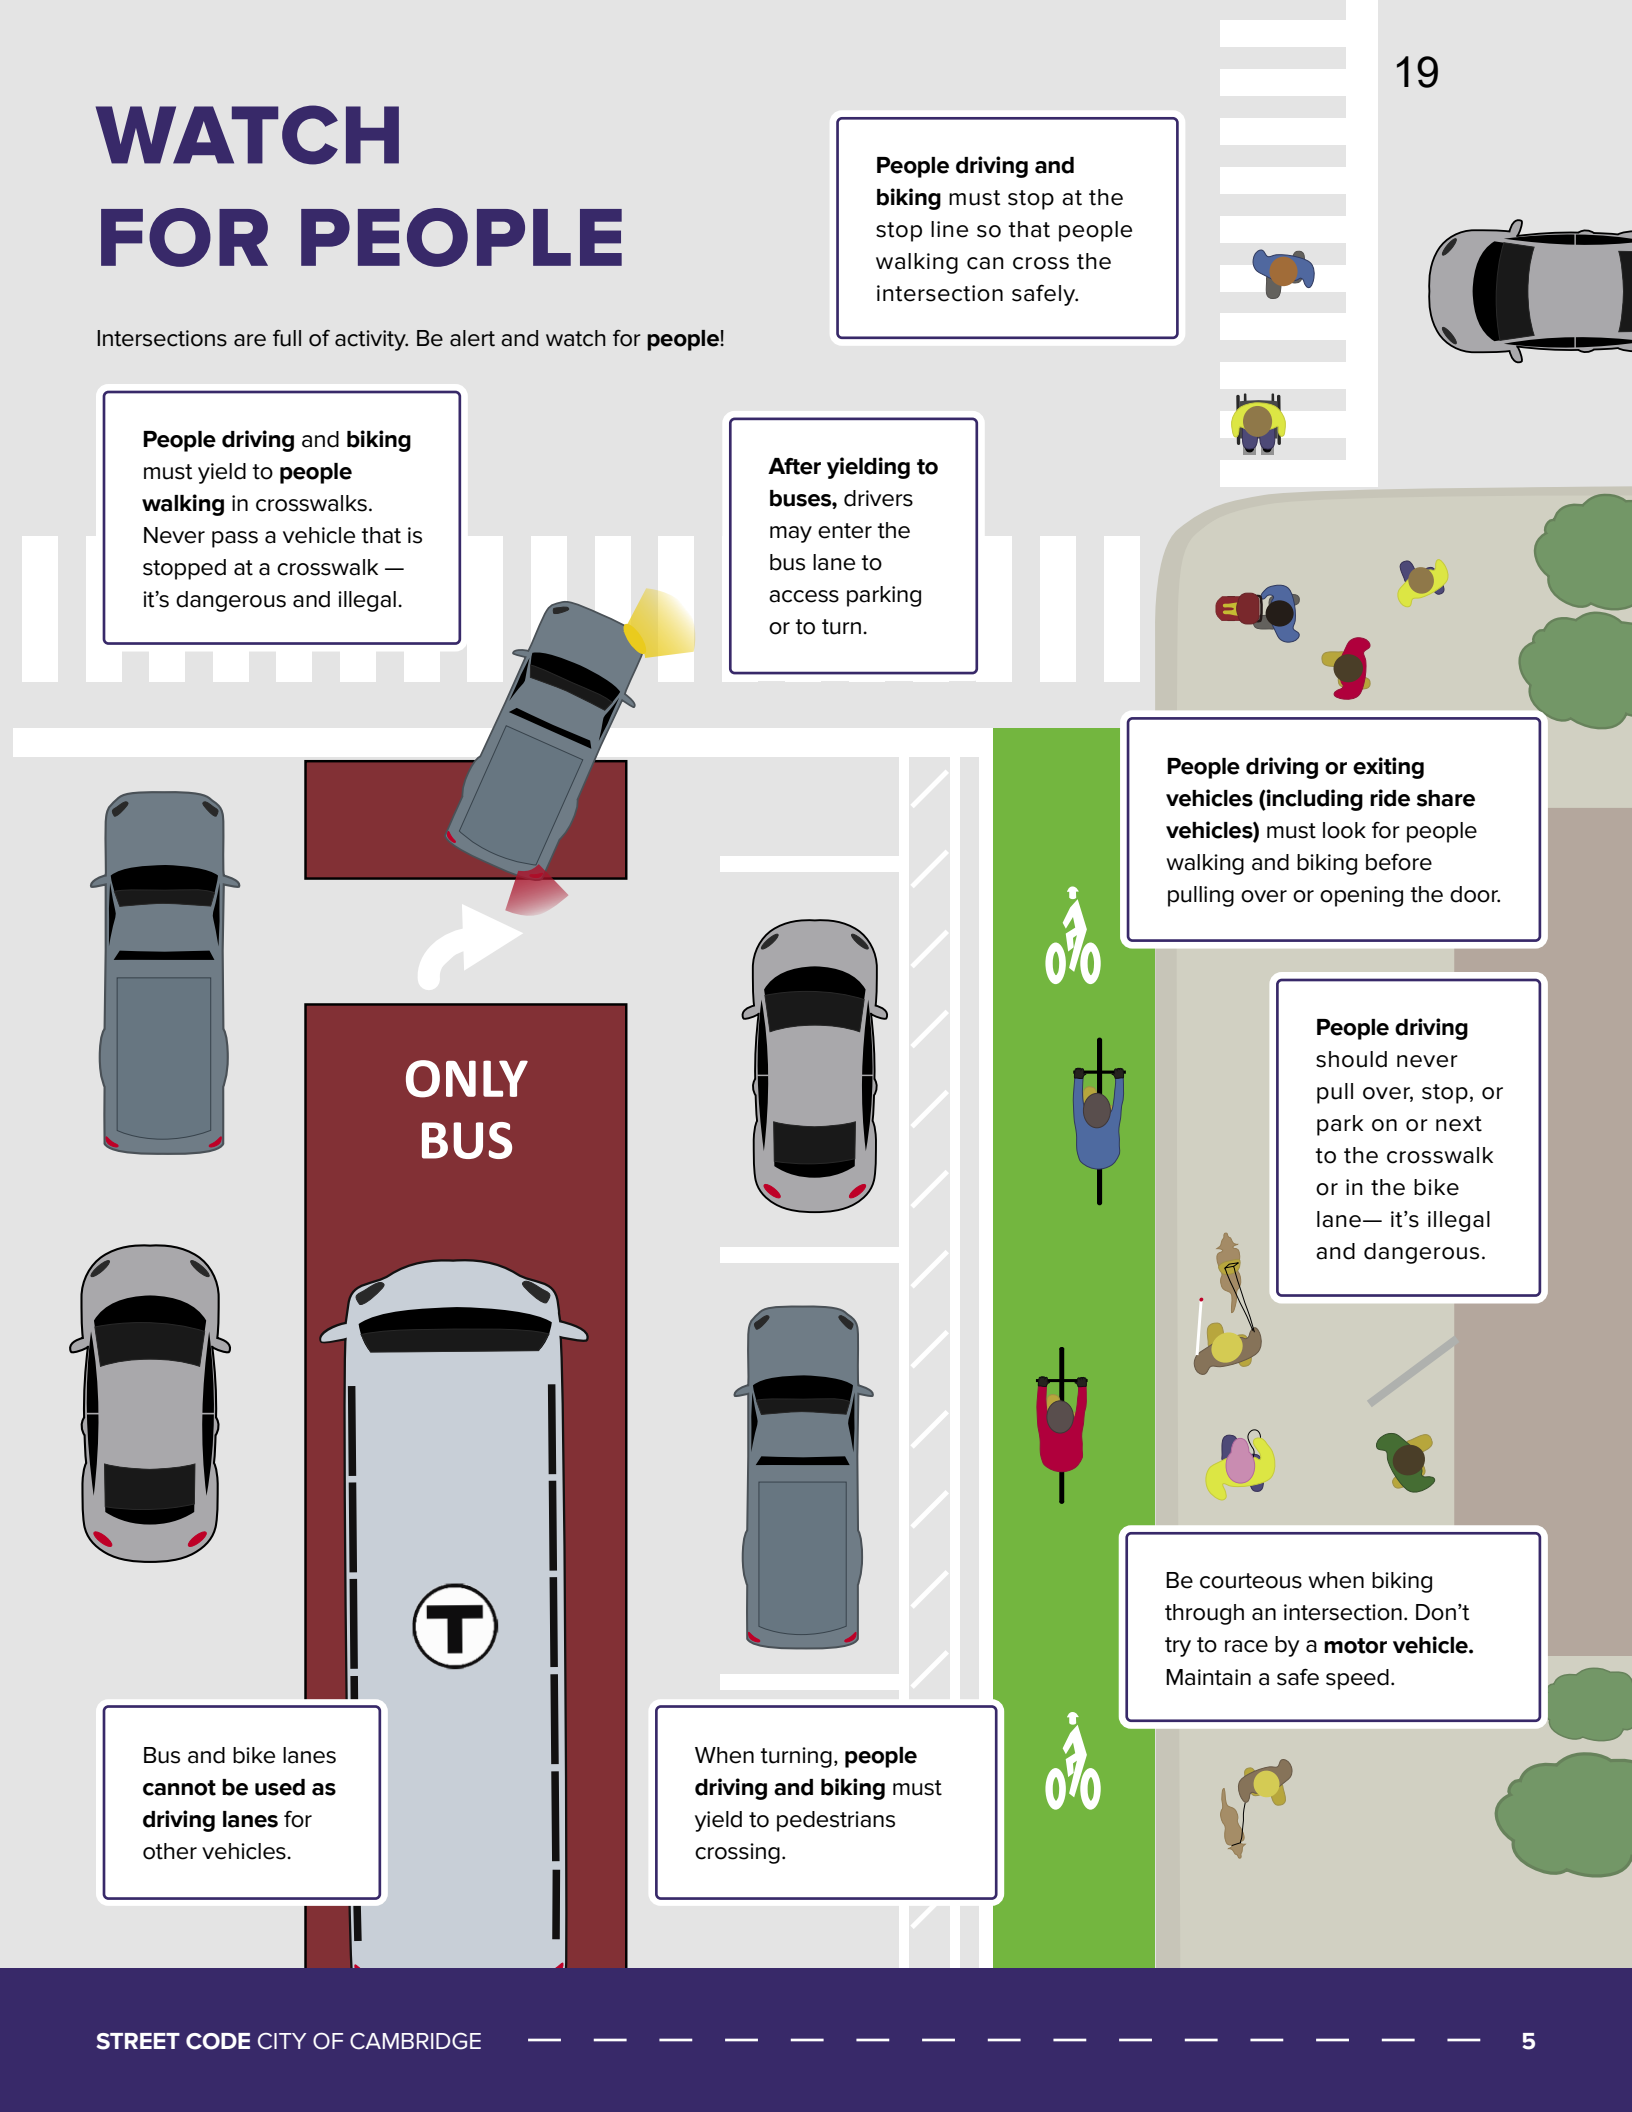 19
WATCH
FOR PEOPLE
Intersections are full of activity. Be alert and watch for people!
People driving and
biking must stop at the
stop line so that people
walking can cross the
intersection safely.
People driving and biking
must yield to people
walking in crosswalks.
Never pass a vehicle that is
stopped at a crosswalk —
it's dangerous and illegal.
After yielding to
buses, drivers
may enter the
bus lane to
access parking
or to turn.
People driving or exiting
vehicles (including ride share
vehicles) must look for people
walking and biking before
pulling over or opening the door.
People driving
should never
pull over, stop, or
park on or next
to the crosswalk
or in the bike
lane— it's illegal
and dangerous.
ONLY
BUS
T
Be courteous when biking
through an intersection. Don't
try to race by a motor vehicle.
Maintain a safe speed.
Bus and bike lanes
cannot be used as
driving lanes for
other vehicles.
When turning, people
driving and biking must
yield to pedestrians
crossing.
STREET CODE CITY OF CAMBRIDGE
5